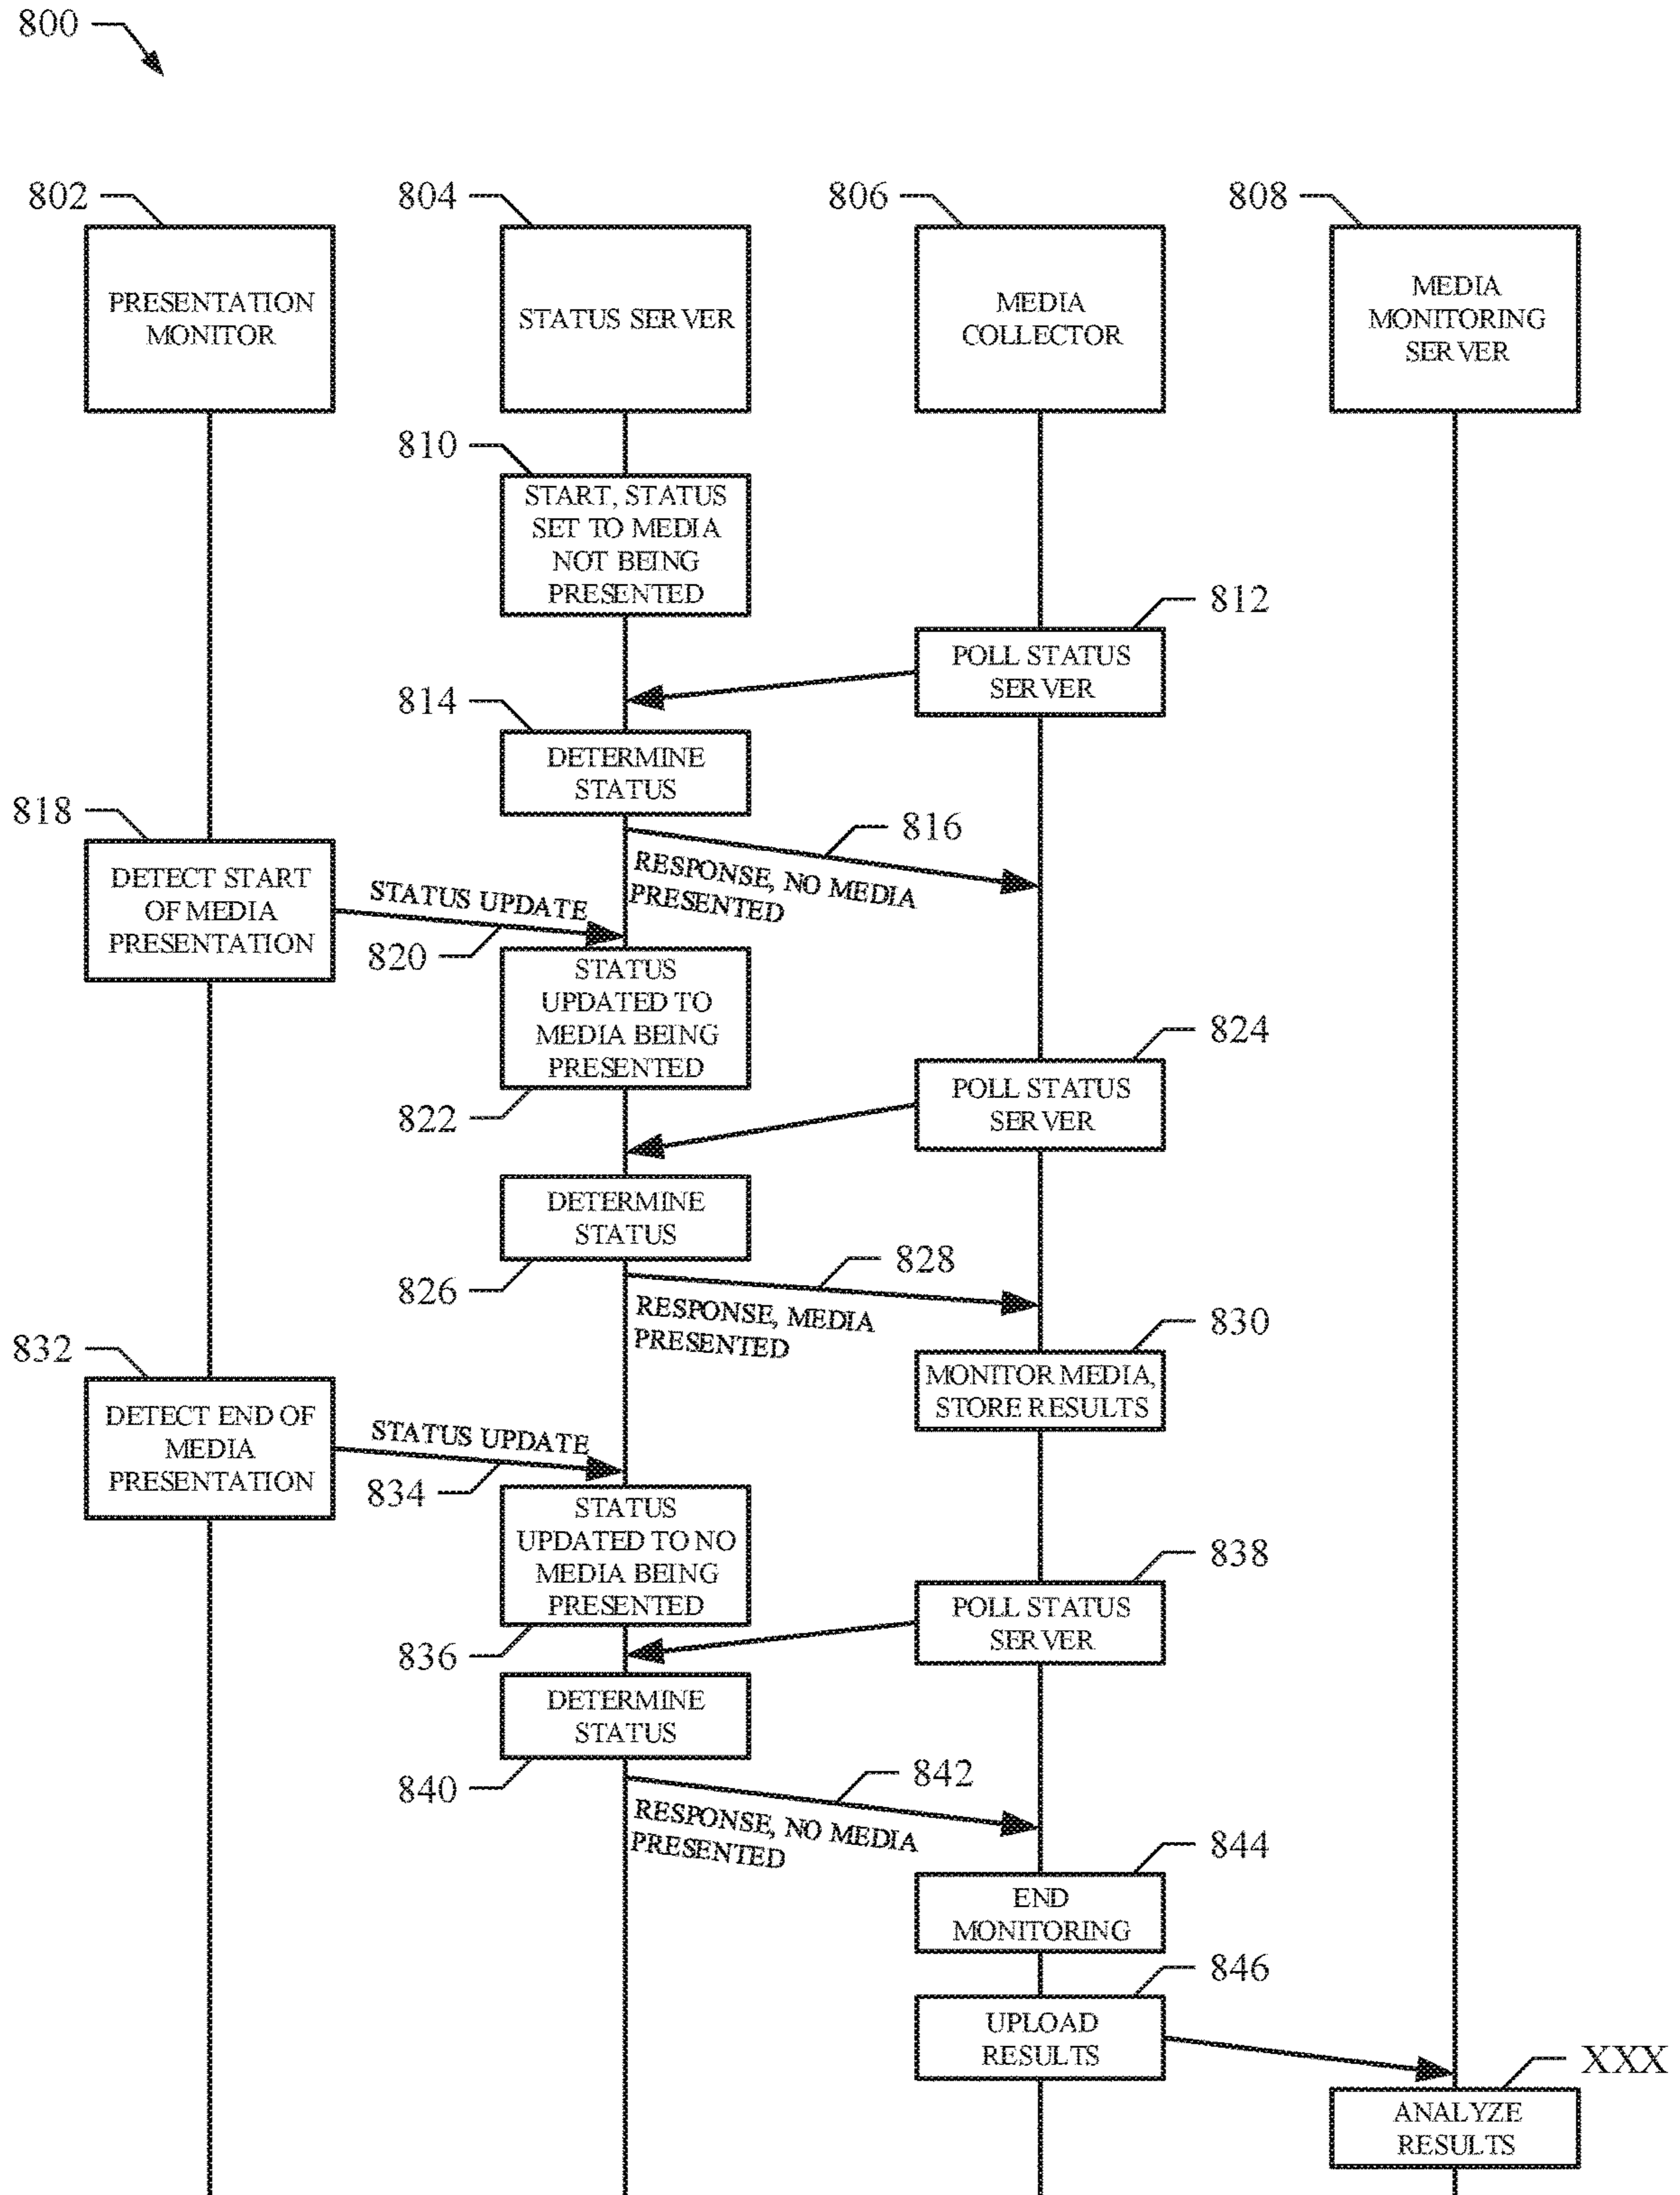 800
802
804
806
808
PRESENTATION
MONITOR
STATUS SERVER
MEDIA
COLLECTOR
MEDIA
MONITORING
SERVER
810
START, STATUS
SET TO MEDIA
NOT BEING
PRESENTED
812
POLL STATUS
SERVER
814
DETERMINE
STATUS
816
RESPONSE, NO MEDIA
PRESENTED
818
DETECT START
OF MEDIA
PRESENTATION
STATUS UPDATE
820
STATUS
UPDATED TO
MEDIA BEING
PRESENTED
822
824
POLL STATUS
SERVER
DETERMINE
STATUS
826
828
RESPONSE, MEDIA
PRESENTED
830
MONITOR MEDIA,
STORE RESULTS
832
DETECT END OF
MEDIA
PRESENTATION
STATUS UPDATE
834
STATUS
UPDATED TO NO
MEDIA BEING
PRESENTED
836
838
POLL STATUS
SERVER
DETERMINE
STATUS
840
842
RESPONSE, NO MEDIA
PRESENTED
844
END
MONITORING
846
UPLOAD
RESULTS
XXX
ANALYZE
RESULTS